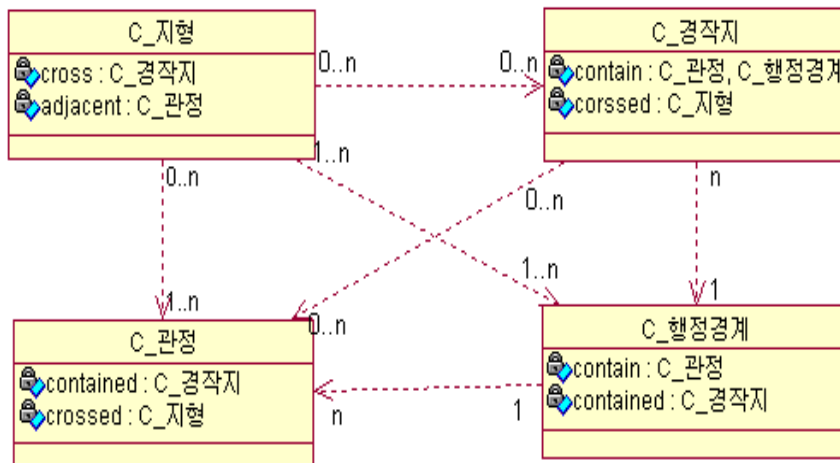 C_지형
cross : C_경작지
adjacent : C_관정
0..n
0..n
C_경작지
contain : C_관정, C_행정경계
corssed : C_지형
0..n
1..n
0..n
n
1..n
0..n
1..n
1
C_관정
contained : C_경작지
crossed : C_지형
n
1
C_행정경계
contain : C_관정
contained : C_경작지